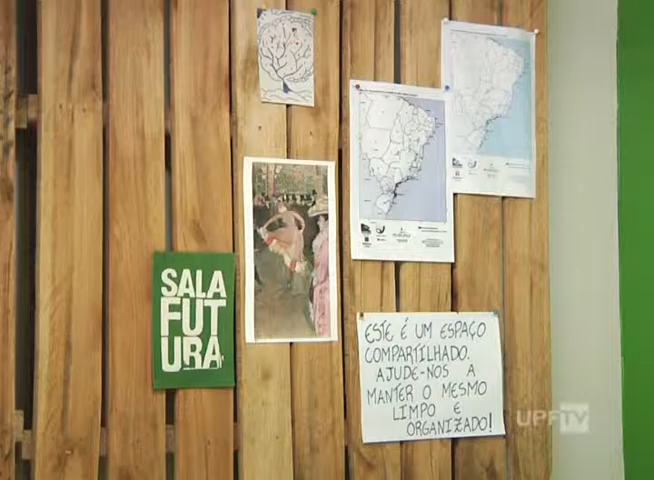 SALA
FUT
URA
ESTE É UM ESPAÇO
COMPARTILHADO.
AJUDE-NOS A
MANTER O MESMO
LIMPO E
ORGANIZADO!
UPFTV